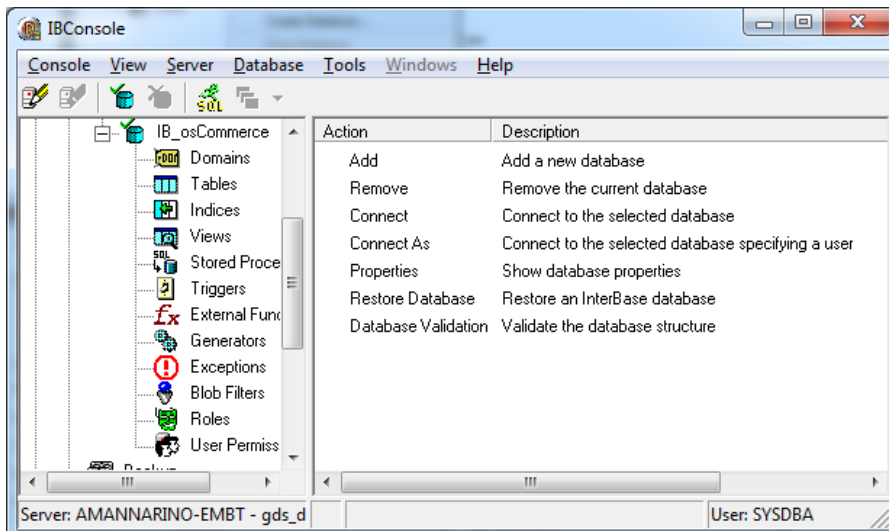 IBConsole
Console View Server Database Tools Windows Help
SQL
IB_osCommerce
Domains
Tables
Indices
Views
SQL
Stored Proce
Triggers
External Func
Generators
Exceptions
Blob Filters
Roles
User Permiss
Action Description
Add Add a new database
Remove Remove the current database
Connect Connect to the selected database
Connect As Connect to the selected database specifying a user
Properties Show database properties
Restore Database Restore an InterBase database
Database Validation Validate the database structure
Server: AMANNARINO-EMBT - gds_d User: SYSDBA